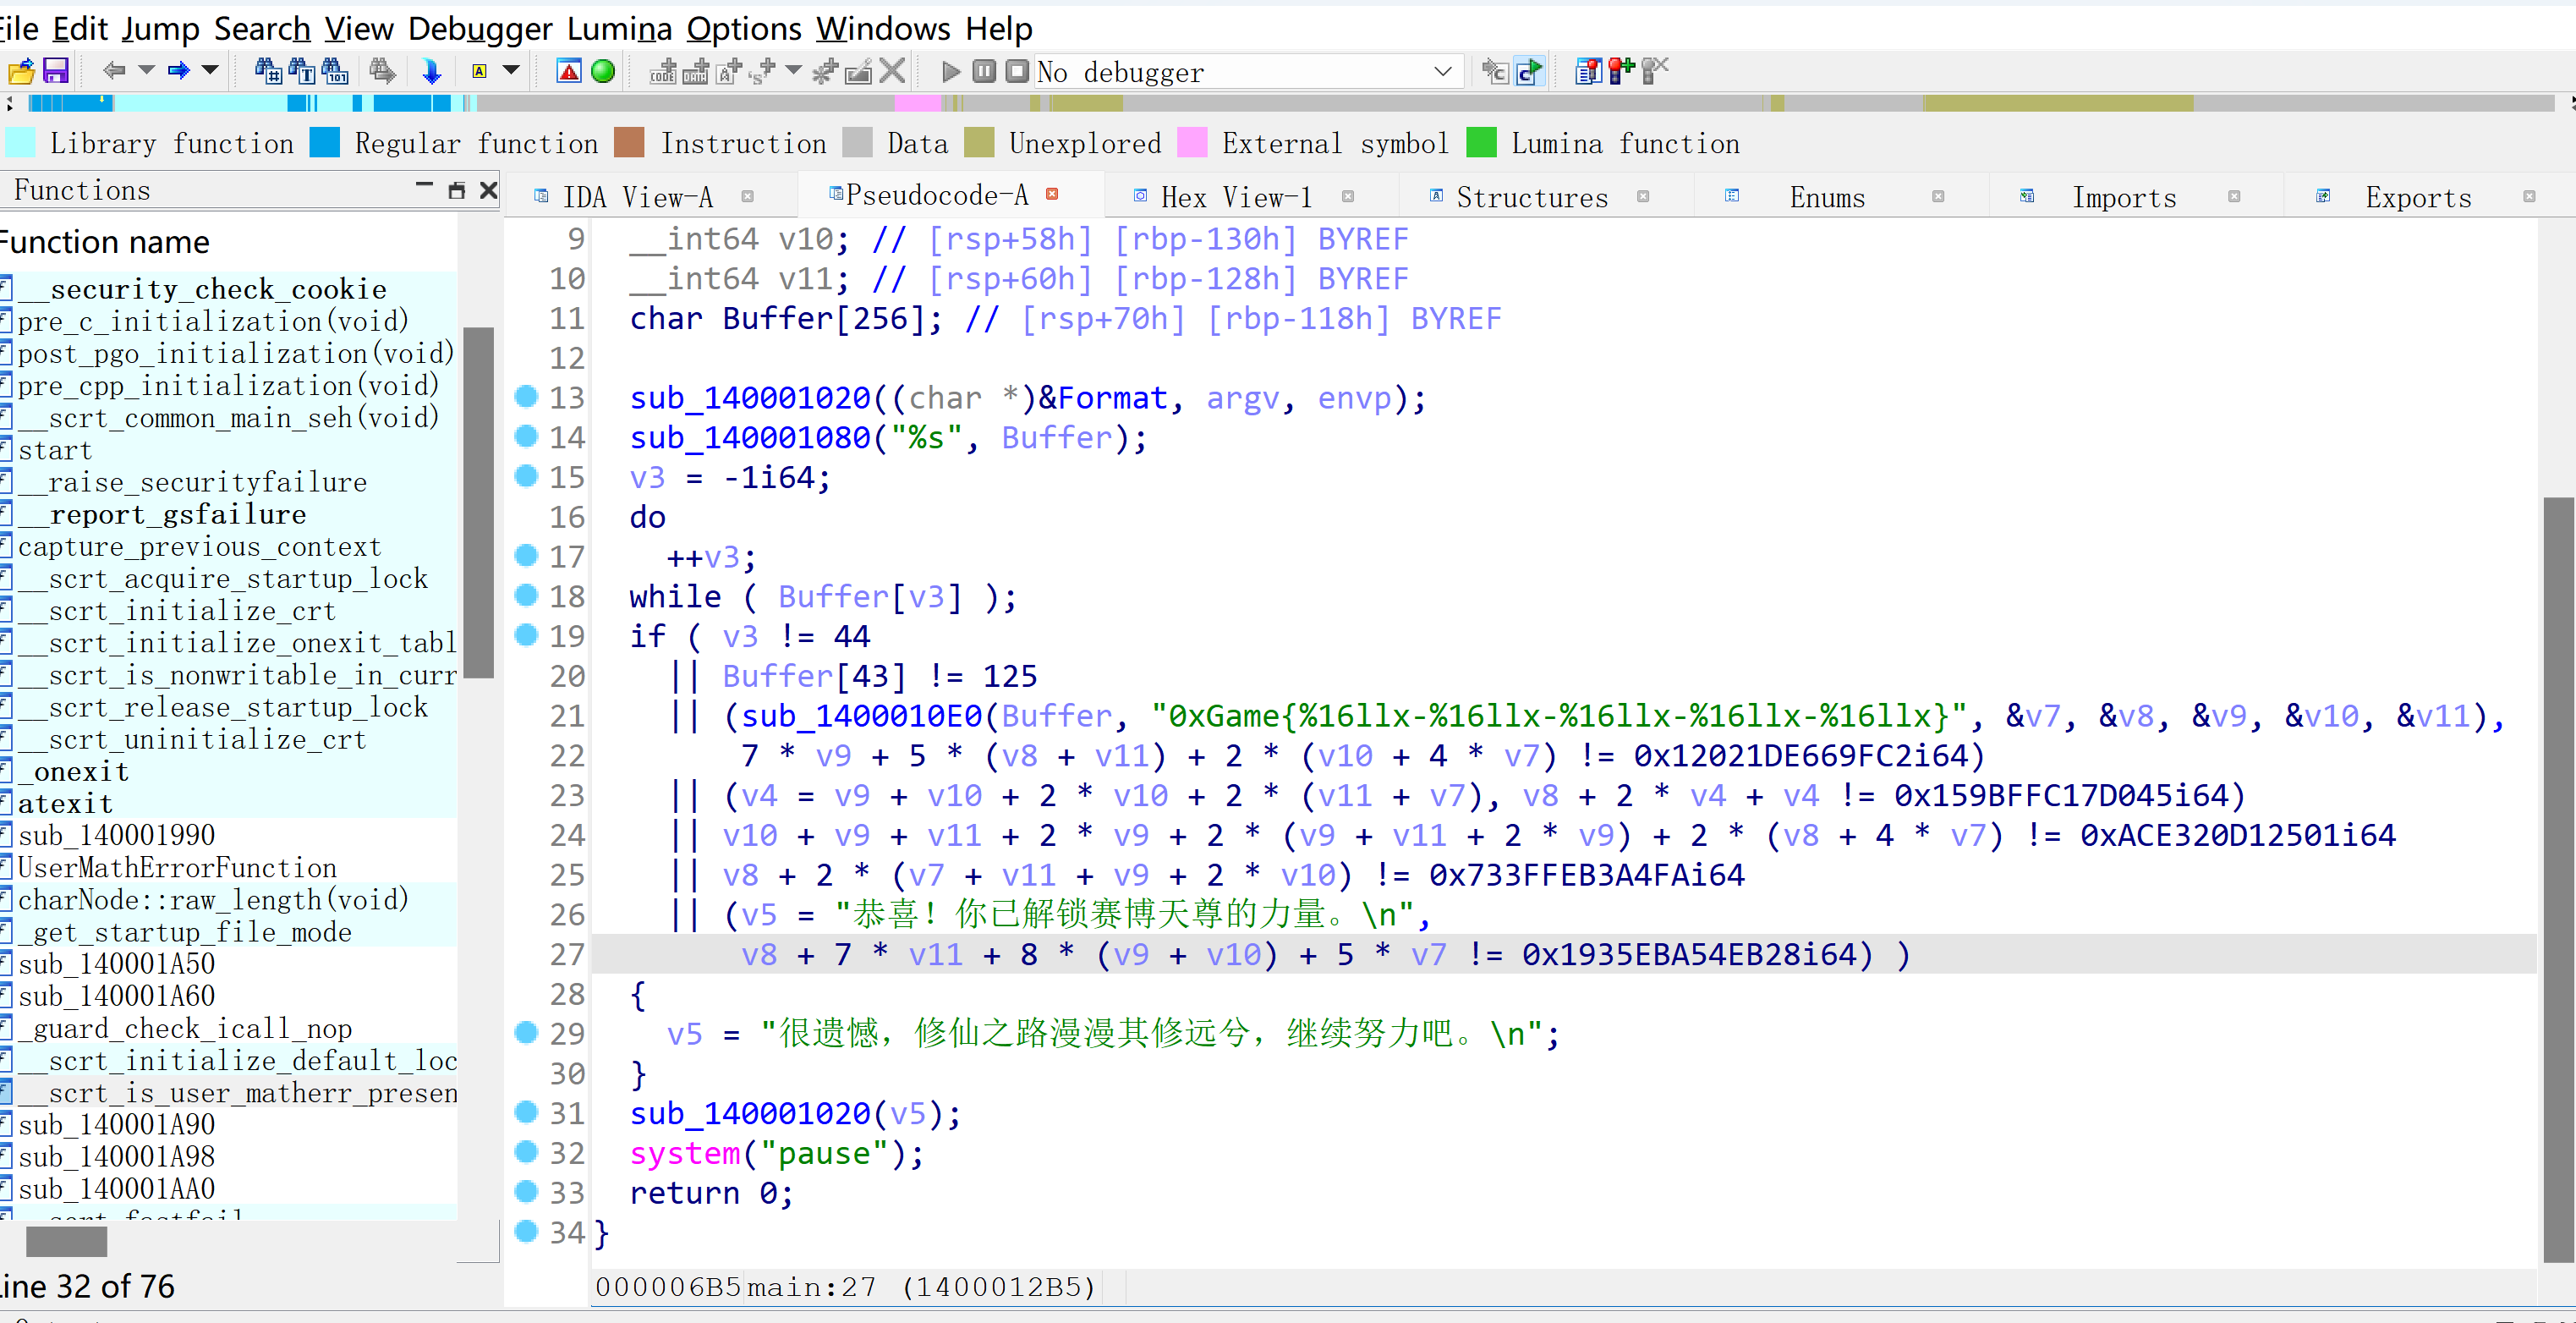 File Edit Jump Search View Debugger Lumina Options Windows Help
No debugger
Library function Regular function Instruction Data Unexplored External symbol Lumina function
Functions
IDA View-A Pseudocode-A Hex View-1 Structures Enums Imports Exports
Function name
__security_check_cookie
pre_c_initialization(void)
post_pgo_initialization(void)
pre_cpp_initialization(void)
__scrt_common_main_seh(void)
start
__raise_securityfailure
__report_gsfailure
capture_previous_context
__scrt_acquire_startup_lock
__scrt_initialize_crt
__scrt_initialize_onexit_tabl
__scrt_is_nonwritable_in_curr
__scrt_release_startup_lock
__scrt_uninitialize_crt
_onexit
atexit
sub_140001990
UserMathErrorFunction
charNode::raw_length(void)
_get_startup_file_mode
sub_140001A50
sub_140001A60
_guard_check_icall_nop
__scrt_initialize_default_loc
__scrt_is_user_matherr_presen
sub_140001A90
sub_140001A98
sub_140001AA0
__scrt_fastfail
Line 32 of 76
9 __int64 v10; // [rsp+58h] [rbp-130h] BYREF
10 __int64 v11; // [rsp+60h] [rbp-128h] BYREF
11 char Buffer[256]; // [rsp+70h] [rbp-118h] BYREF
12
13 sub_140001020((char *)&Format, argv, envp);
14 sub_140001080("%s", Buffer);
15 v3 = -1i64;
16 do
17 ++v3;
18 while ( Buffer[v3] );
19 if ( v3 != 44
20 || Buffer[43] != 125
21 || (sub_1400010E0(Buffer, "0xGame{%16llx-%16llx-%16llx-%16llx-%16llx}", &v7, &v8, &v9, &v10, &v11),
22 7 * v9 + 5 * (v8 + v11) + 2 * (v10 + 4 * v7) != 0x12021DE669FC2i64)
23 || (v4 = v9 + v10 + 2 * v10 + 2 * (v11 + v7), v8 + 2 * v4 + v4 != 0x159BFFC17D045i64)
24 || v10 + v9 + v11 + 2 * v9 + 2 * (v9 + v11 + 2 * v9) + 2 * (v8 + 4 * v7) != 0xACE320D12501i64
25 || v8 + 2 * (v7 + v11 + v9 + 2 * v10) != 0x733FFEB3A4FAi64
26 || (v5 = "恭喜！你已解锁赛博天尊的力量。\n",
27 v8 + 7 * v11 + 8 * (v9 + v10) + 5 * v7 != 0x1935EBA54EB28i64) )
28 {
29 v5 = "很遗憾，修仙之路漫漫其修远兮，继续努力吧。\n";
30 }
31 sub_140001020(v5);
32 system("pause");
33 return 0;
34 }
000006B5 main:27 (1400012B5)